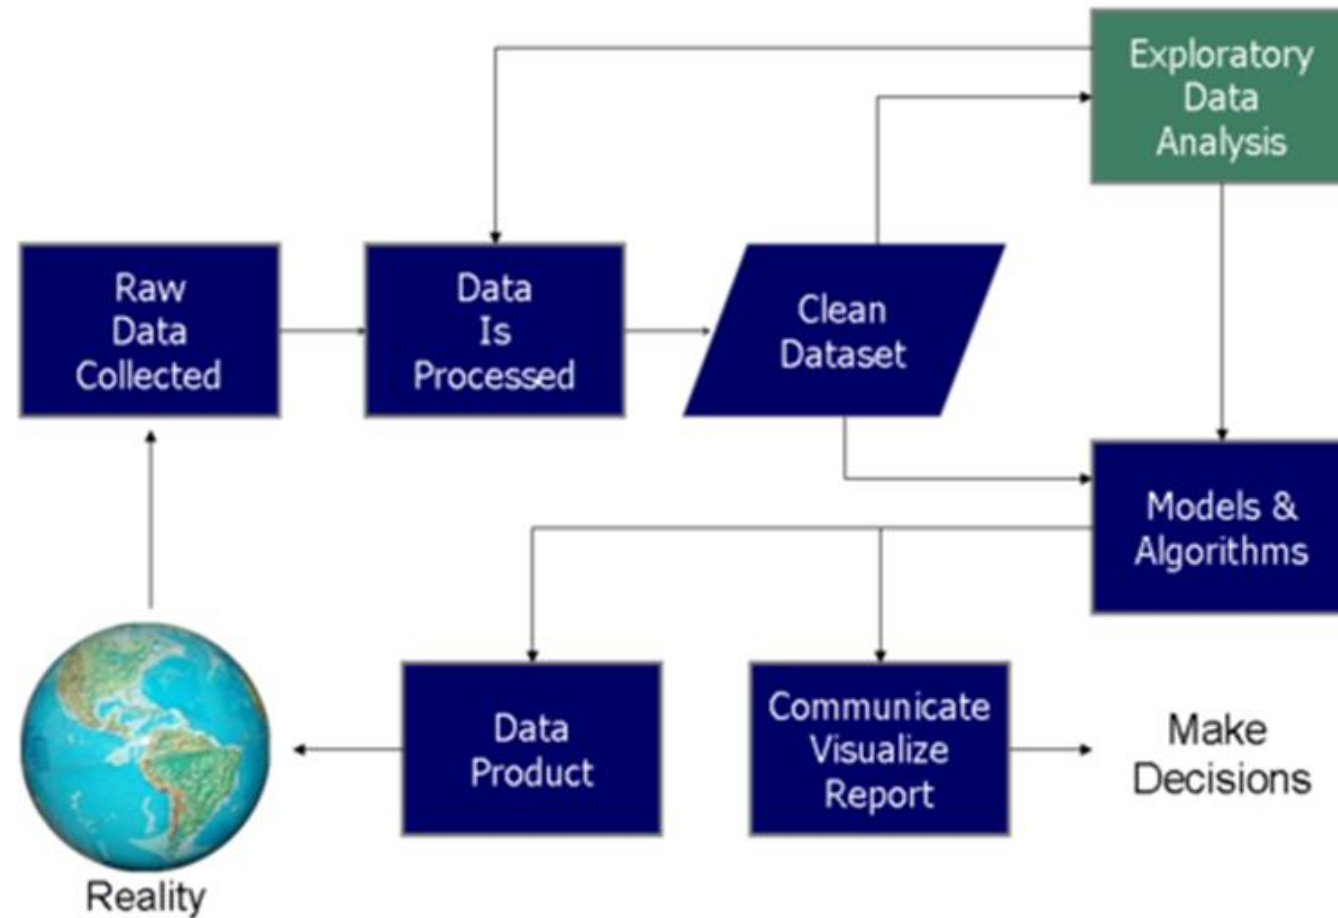 Exploratory
Data
Analysis
Raw
Data
Collected
Data
Is
Processed
Clean
Dataset
Models &
Algorithms
Data
Product
Communicate
Visualize
Report
Make
Decisions
Reality